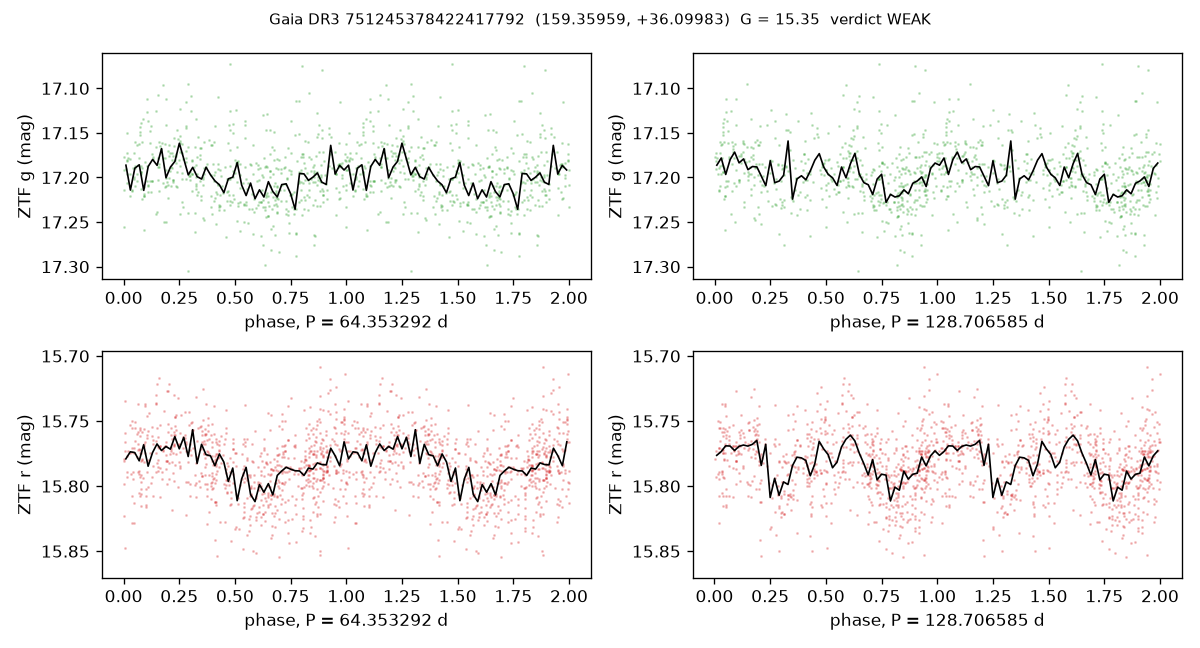 Gaia DR3 751245378422417792 (159.35959, +36.09983) G = 15.35 verdict WEAK
ZTF g (mag)
17.10
17.15
17.20
17.25
17.30
0.00 0.25 0.50 0.75 1.00 1.25 1.50 1.75 2.00
phase, P = 64.353292 d
ZTF g (mag)
17.10
17.15
17.20
17.25
17.30
0.00 0.25 0.50 0.75 1.00 1.25 1.50 1.75 2.00
phase, P = 128.706585 d
ZTF r (mag)
15.70
15.75
15.80
15.85
0.00 0.25 0.50 0.75 1.00 1.25 1.50 1.75 2.00
phase, P = 64.353292 d
ZTF r (mag)
15.70
15.75
15.80
15.85
0.00 0.25 0.50 0.75 1.00 1.25 1.50 1.75 2.00
phase, P = 128.706585 d